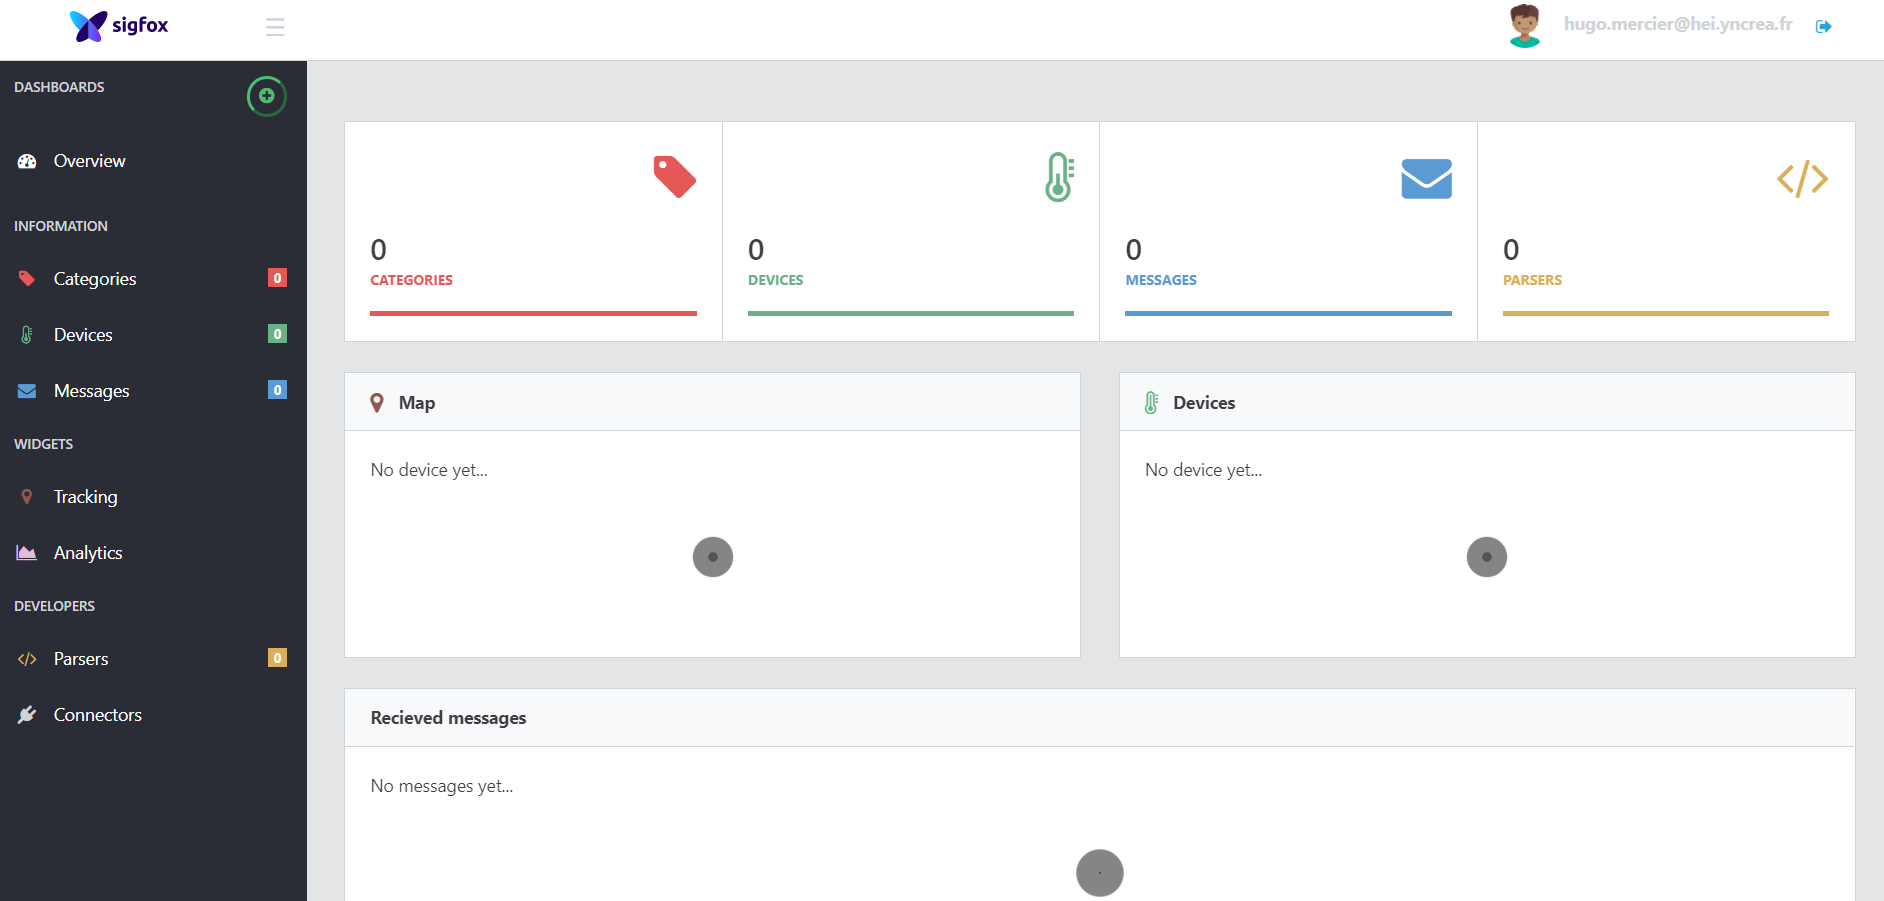 sigfox
hugo.mercier@hei.yncrea.fr
DASHBOARDS
Overview
INFORMATION
Categories 0
Devices 0
Messages 0
WIDGETS
Tracking
Analytics
DEVELOPERS
Parsers 0
Connectors
0
CATEGORIES
0
DEVICES
0
MESSAGES
0
PARSERS
Map
No device yet...
Devices
No device yet...
Recieved messages
No messages yet...